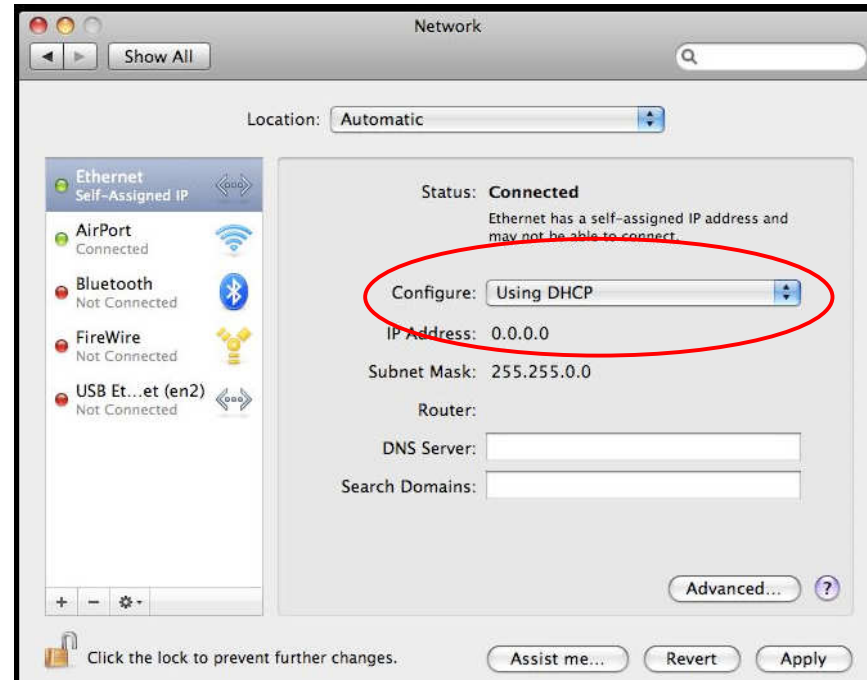 Network
Show All
Location: Automatic
Ethernet
Self-Assigned IP
AirPort
Connected
Bluetooth
Not Connected
FireWire
Not Connected
USB Et...et (en2)
Not Connected
Status: Connected
Ethernet has a self-assigned IP address and
may not be able to connect.
Configure: Using DHCP
IP Address: 0.0.0.0
Subnet Mask: 255.255.0.0
Router:
DNS Server:
Search Domains:
Advanced... ?
Click the lock to prevent further changes.
Assist me... Revert Apply